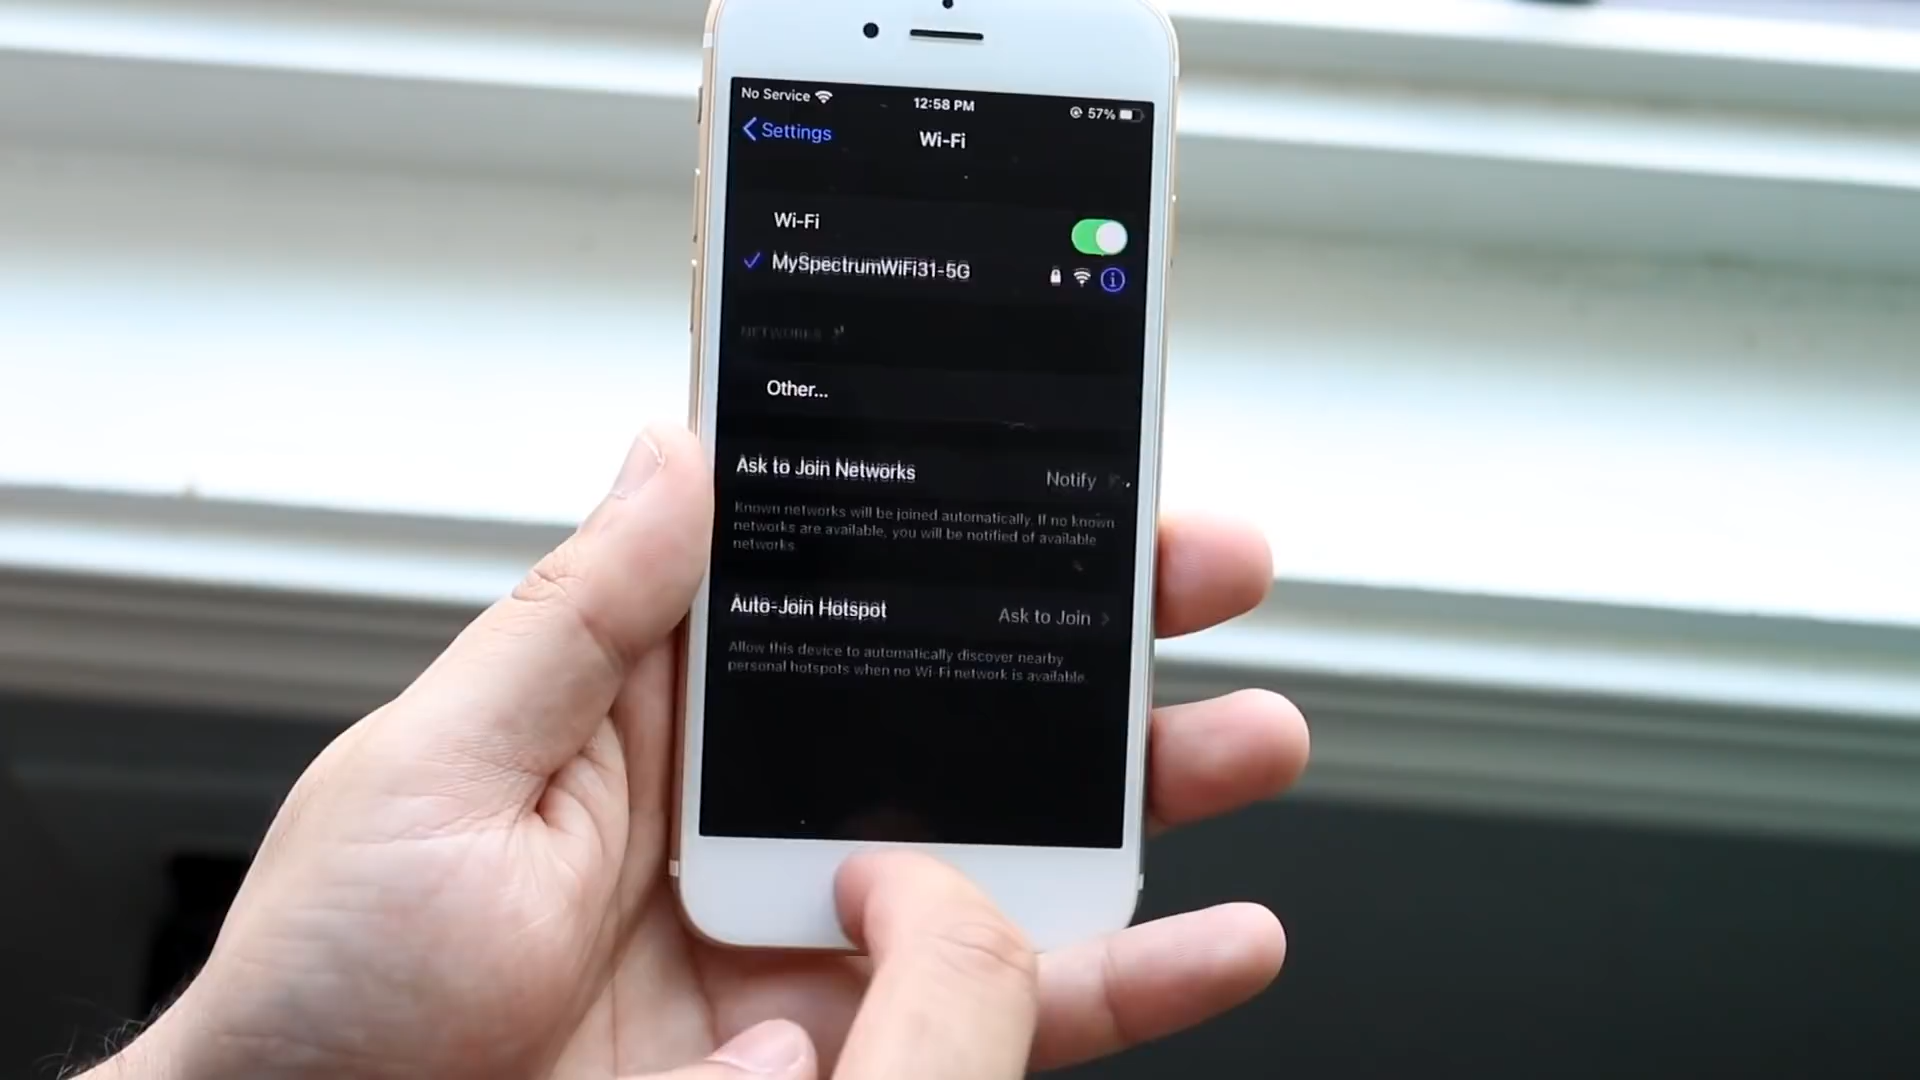 No Service
12:58 PM
57%
Settings
Wi-Fi
Wi-Fi
MySpectrumWiFi31-5G
NETWORKS
Other...
Ask to Join Networks
Notify
Known networks will be joined automatically. If no known
networks are available, you will be notified of available
networks.
Auto-Join Hotspot
Ask to Join
Allow this device to automatically discover nearby
personal hotspots when no Wi-Fi network is available.